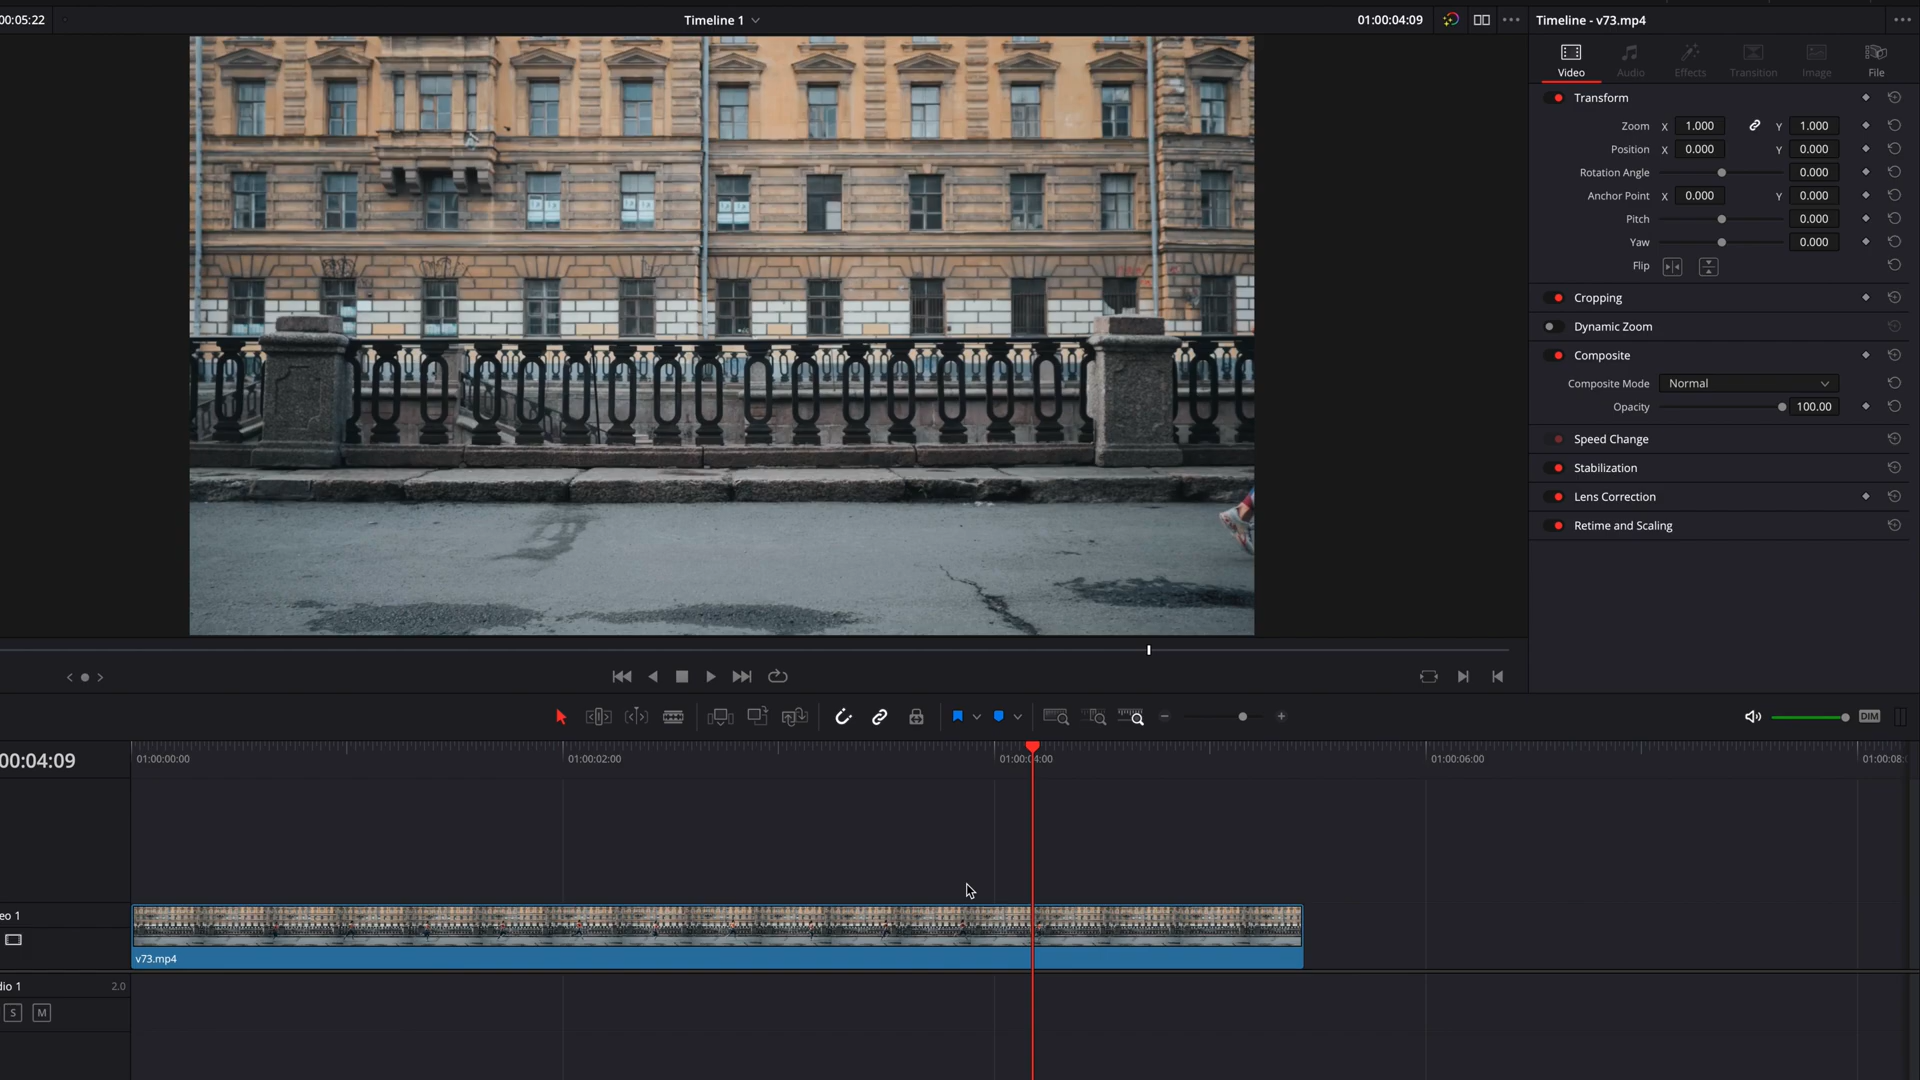 00:05:22
Timeline 1
01:00:04:09
Timeline - v73.mp4
Video
Audio
Effects
Transition
Image
File
Transform
Zoom X 1.000 Y 1.000
Position X 0.000 Y 0.000
Rotation Angle 0.000
Anchor Point X 0.000 Y 0.000
Pitch 0.000
Yaw 0.000
Flip
Cropping
Dynamic Zoom
Composite
Composite Mode Normal
Opacity 100.00
Speed Change
Stabilization
Lens Correction
Retime and Scaling
DIM
00:04:09
01:00:00:00
01:00:02:00
01:00:04:00
01:00:06:00
01:00:08:
eo 1
v73.mp4
dio 1 2.0
S M